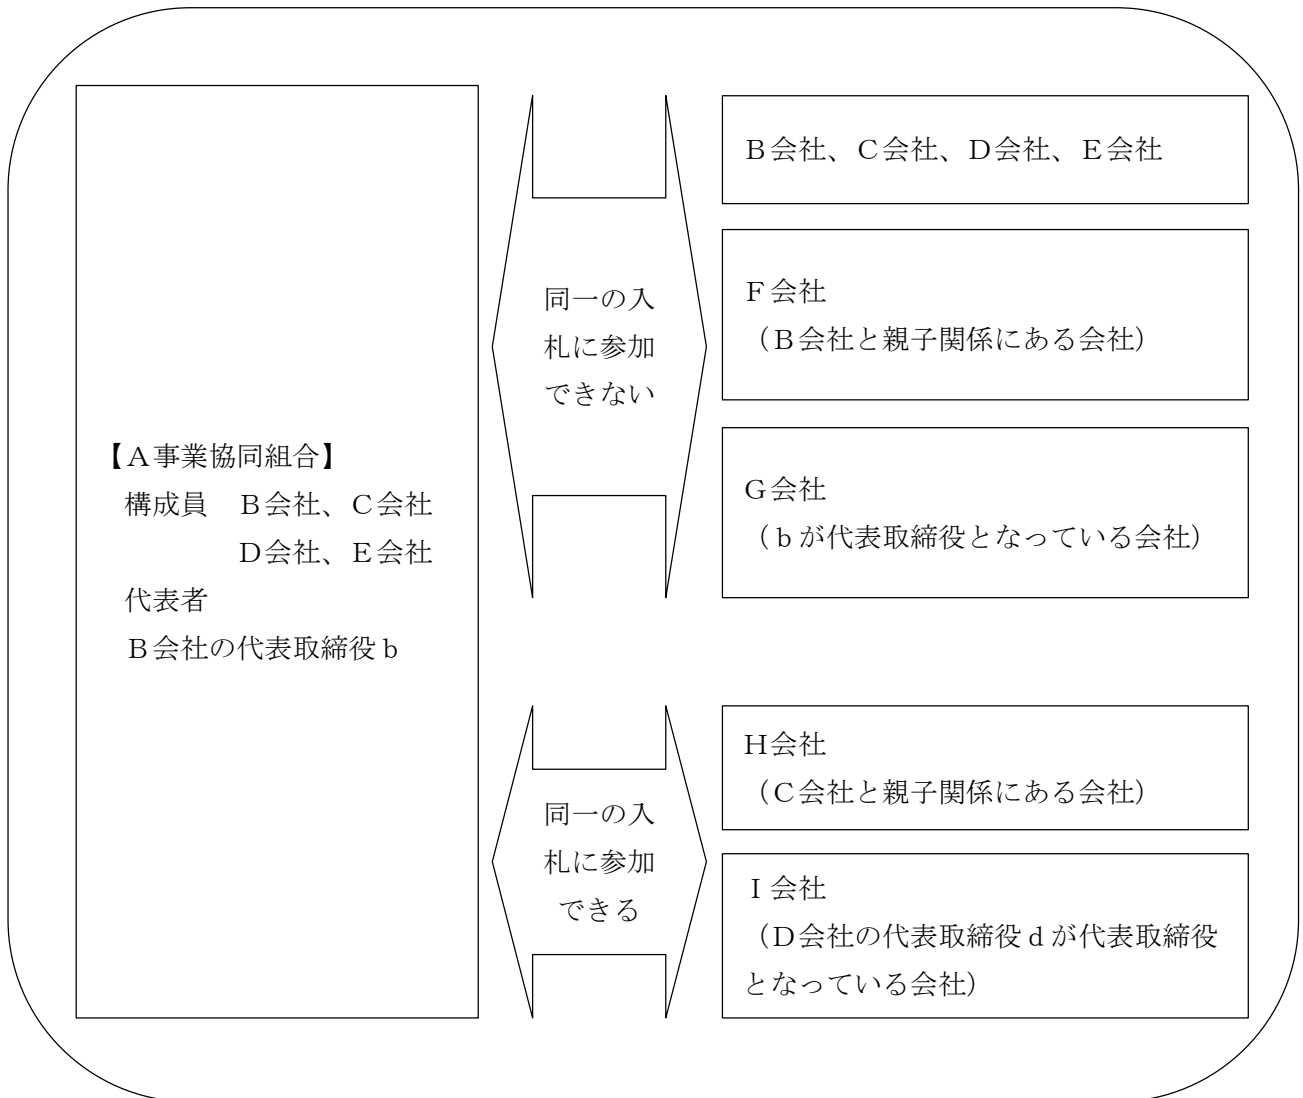 【A事業協同組合】
構成員　B会社、C会社
D会社、E会社
代表者
B会社の代表取締役b
同一の入
札に参加
できない
B会社、C会社、D会社、E会社
F会社
（B会社と親子関係にある会社）
G会社
（bが代表取締役となっている会社）
同一の入
札に参加
できる
H会社
（C会社と親子関係にある会社）
I会社
（D会社の代表取締役dが代表取締役
となっている会社）